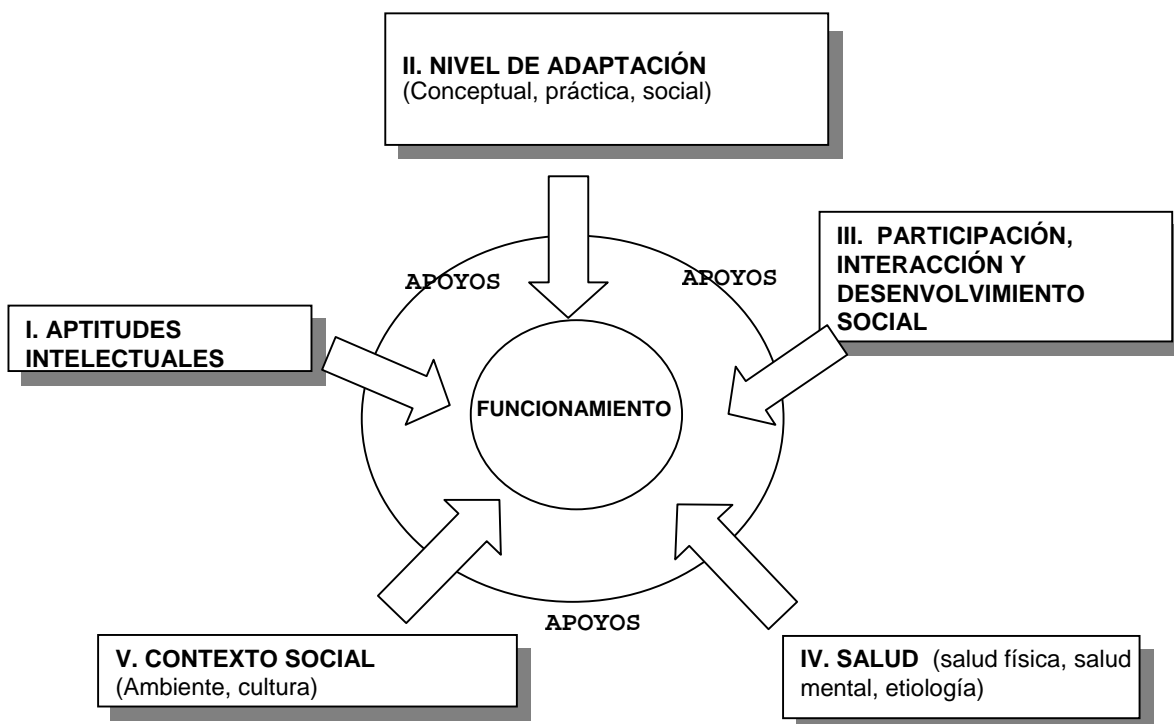 II. NIVEL DE ADAPTACIÓN
(Conceptual, práctica, social)
III. PARTICIPACIÓN,
INTERACCIÓN Y
DESENVOLVIMIENTO
SOCIAL
APOYOS
APOYOS
I. APTITUDES
INTELECTUALES
FUNCIONAMIENTO
APOYOS
V. CONTEXTO SOCIAL
(Ambiente, cultura)
IV. SALUD (salud física, salud
mental, etiología)